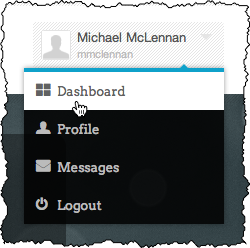 Michael McLennan
mmclennan
Dashboard
Profile
Messages
Logout